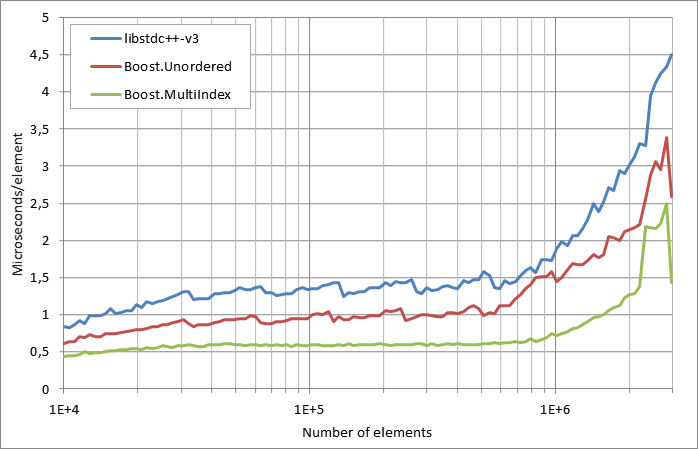 5
4,5
4
3,5
3
2,5
2
1,5
1
0,5
0
Microseconds/element
libstdc++-v3
Boost.Unordered
Boost.MultiIndex
1E+4 1E+5 1E+6
Number of elements